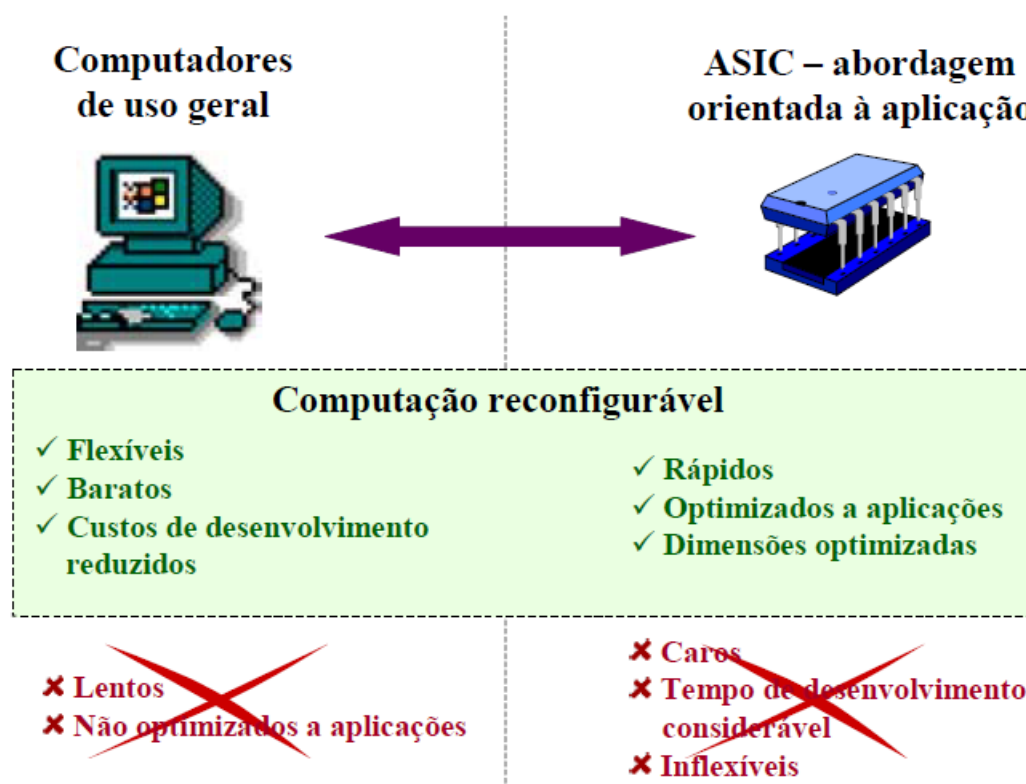 Computadores
de uso geral
ASIC – abordagem
orientada à aplicação
Computação reconfigurável
✓ Flexíveis
✓ Baratos
✓ Custos de desenvolvimento
reduzidos
✓ Rápidos
✓ Optimizados a aplicações
✓ Dimensões optimizadas
✘ Lentos
✘ Não optimizados a aplicações
✘ Caros
✘ Tempo de desenvolvimento
considerável
✘ Inflexíveis